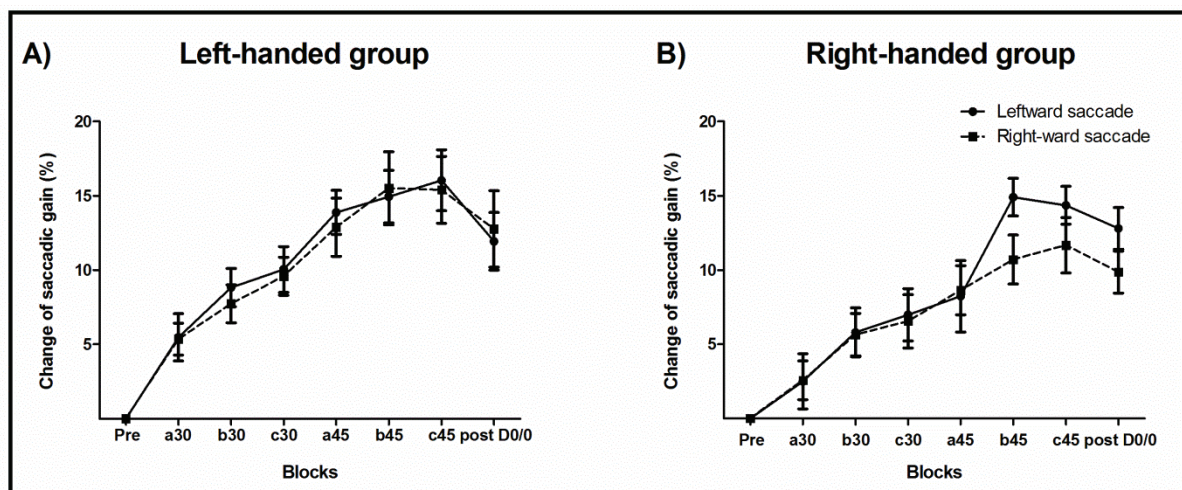 A) Left-handed group
20
15
10
5
Change of saccadic gain (%)
Pre a30 b30 c30 a45 b45 c45 post D0/0
Blocks
B) Right-handed group
Leftward saccade
Right-ward saccade
20
15
10
5
Change of saccadic gain (%)
Pre a30 b30 c30 a45 b45 c45 post D0/0
Blocks